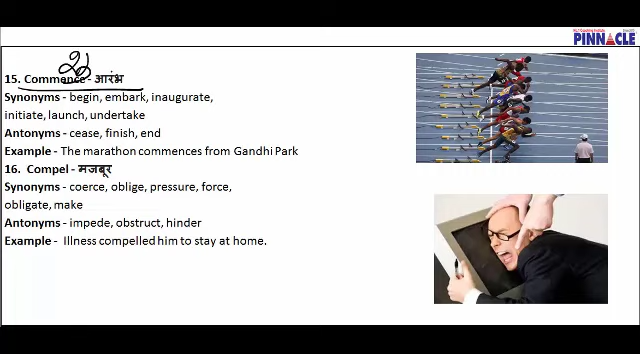 PINNACLE
15. Commence - आरंभ
Synonyms - begin, embark, inaugurate,
initiate, launch, undertake
Antonyms - cease, finish, end
Example - The marathon commences from Gandhi Park
16. Compel - मजबूर
Synonyms - coerce, oblige, pressure, force,
obligate, make
Antonyms - impede, obstruct, hinder
Example - Illness compelled him to stay at home.